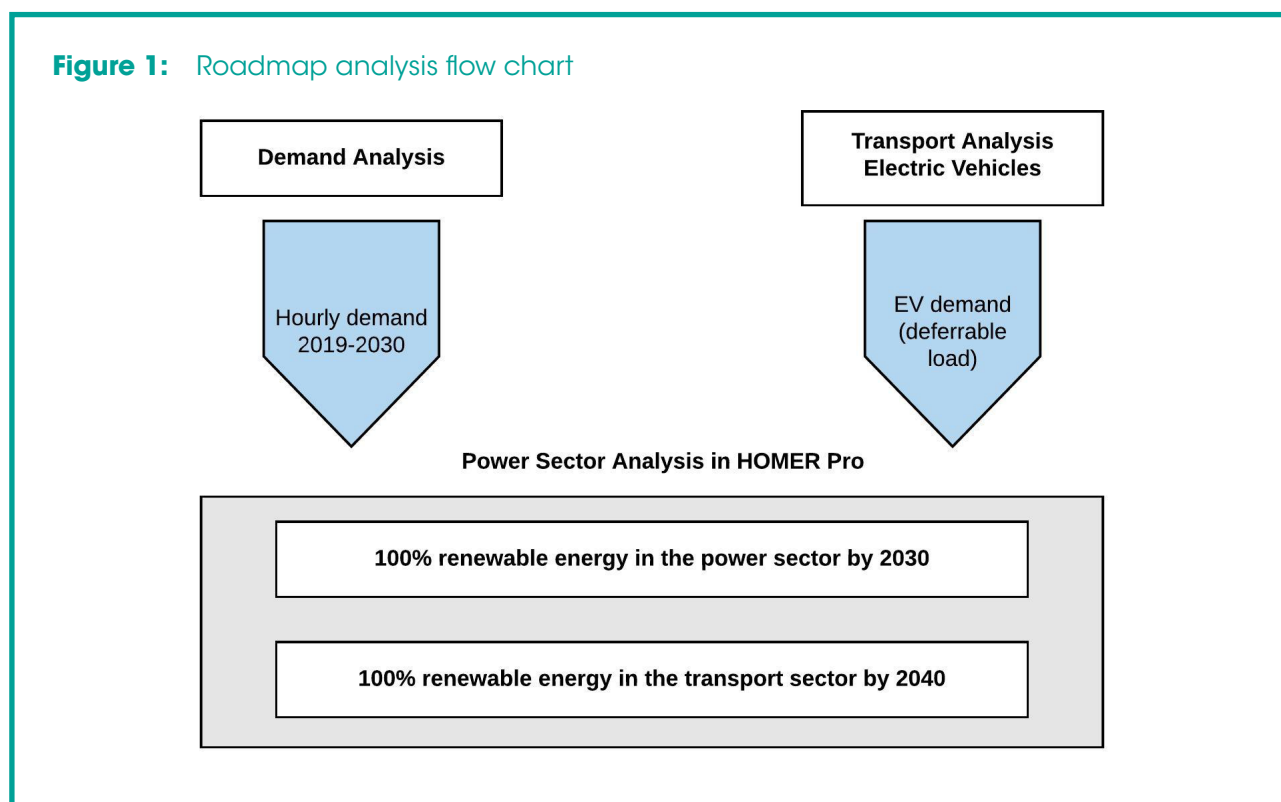 Figure 1: Roadmap analysis flow chart
Demand Analysis
Transport Analysis
Electric Vehicles
Hourly demand
2019-2030
EV demand
(deferrable
load)
Power Sector Analysis in HOMER Pro
100% renewable energy in the power sector by 2030
100% renewable energy in the transport sector by 2040